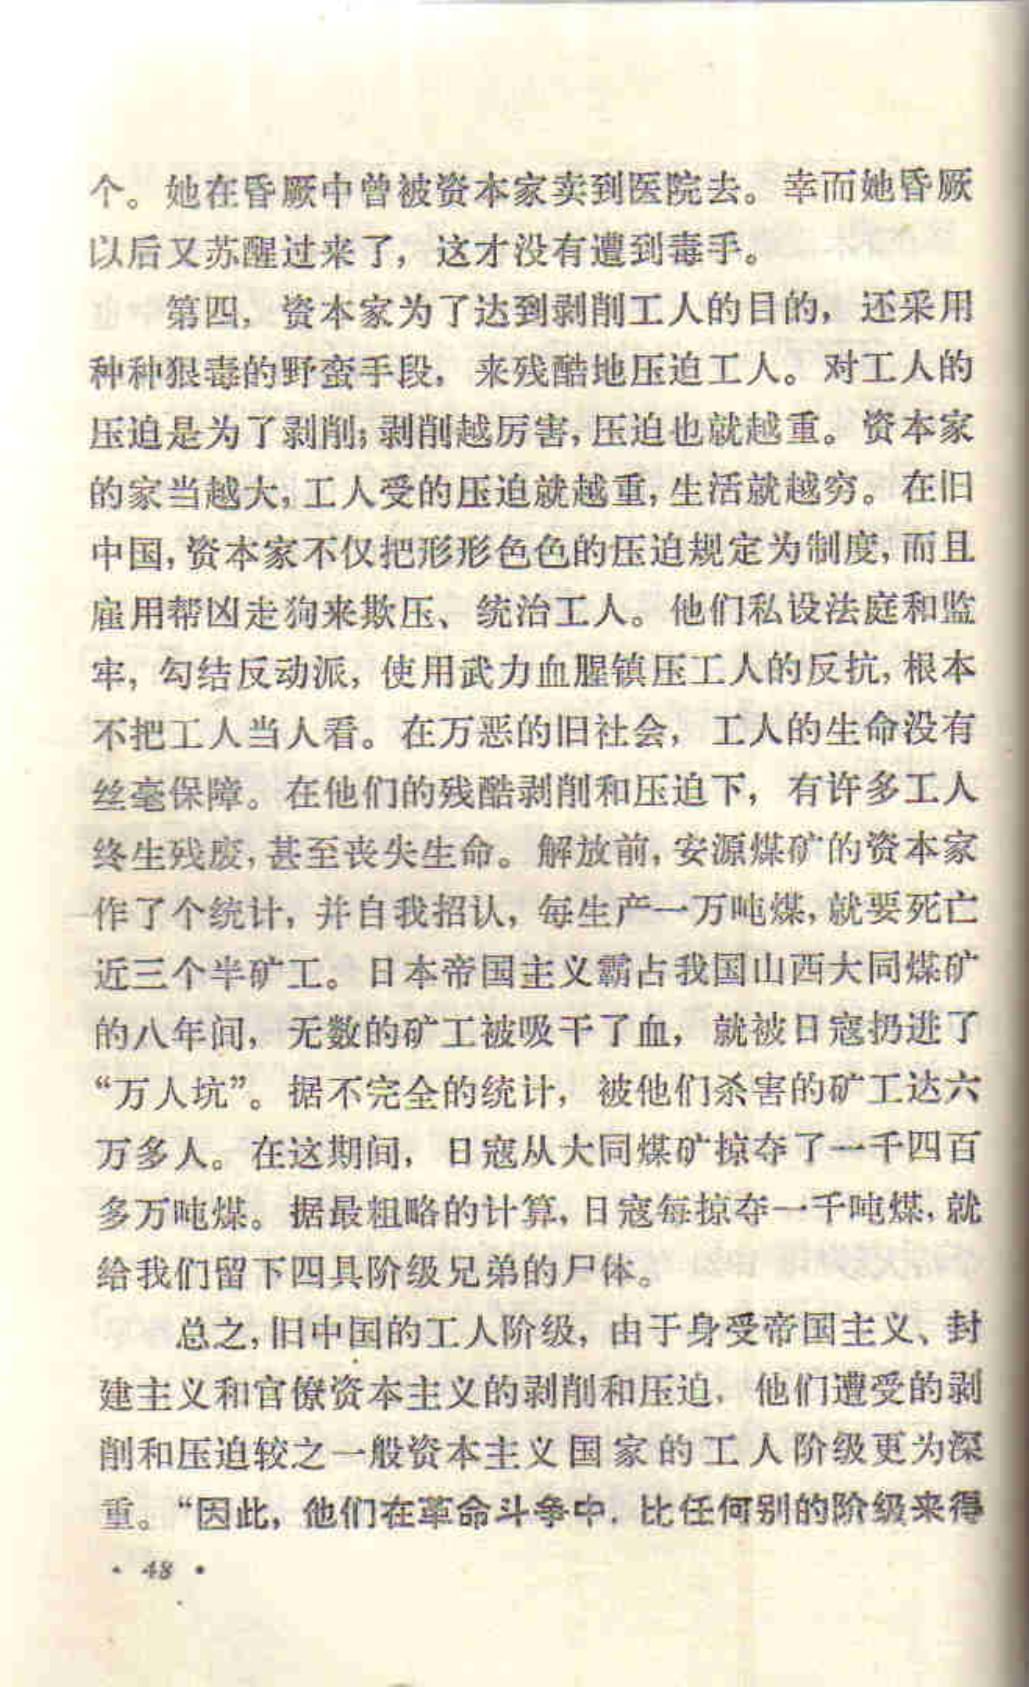 个。她在昏厥中曾被资本家卖到医院去。幸而她昏厥
以后又苏醒过来了，这才没有遭到毒手。
第四，资本家为了达到剥削工人的目的，还采用
种种狠毒的野蛮手段，来残酷地压迫工人。对工人的
压迫是为了剥削；剥削越厉害，压迫也就越重。资本家
的家当越大，工人受的压迫就越重，生活就越穷。在旧
中国，资本家不仅把形形色色的压迫规定为制度，而且
雇用帮凶走狗来欺压、统治工人。他们私设法庭和监
牢，勾结反动派，使用武力血腥镇压工人的反抗，根本
不把工人当人看。在万恶的旧社会，工人的生命没有
丝毫保障。在他们的残酷剥削和压迫下，有许多工人
终生残废，甚至丧失生命。解放前，安源煤矿的资本家
作了个统计，并自我招认，每生产一万吨煤，就要死亡
近三个半矿工。日本帝国主义霸占我国山西大同煤矿
的八年间，无数的矿工被吸干了血，就被日寇扔进了
“万人坑”。据不完全的统计，被他们杀害的矿工达六
万多人。在这期间，日寇从大同煤矿掠夺了一千四百
多万吨煤。据最粗略的计算，日寇每掠夺一千吨煤，就
给我们留下四具阶级兄弟的尸体。
总之，旧中国的工人阶级，由于身受帝国主义、封
建主义和官僚资本主义的剥削和压迫，他们遭受的剥
削和压迫较之一般资本主义国家的工人阶级更为深
重。“因此，他们在革命斗争中，比任何别的阶级来得
· 48 ·